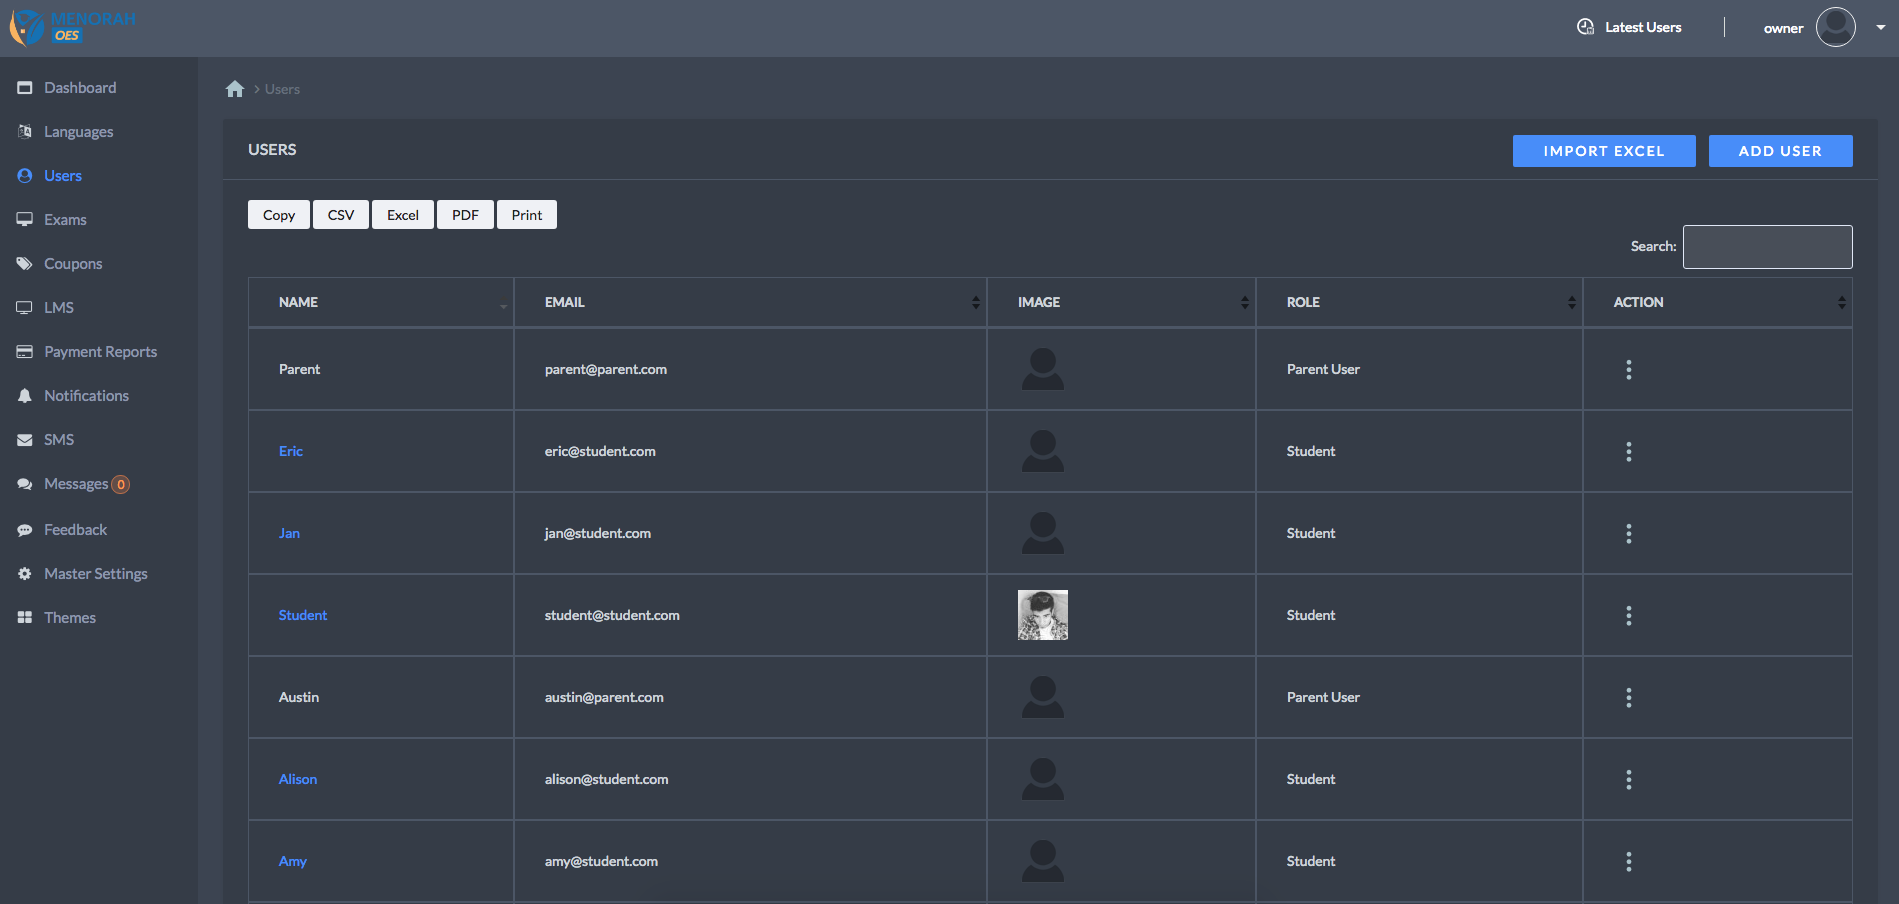 MENORAH
OES
Latest Users
owner
Dashboard
Languages
Users
Exams
Coupons
LMS
Payment Reports
Notifications
SMS
Messages 0
Feedback
Master Settings
Themes
> Users
USERS
IMPORT EXCEL ADD USER
Copy CSV Excel PDF Print
Search:
NAME EMAIL IMAGE ROLE ACTION
Parent parent@parent.com Parent User
Eric eric@student.com Student
Jan jan@student.com Student
Student student@student.com Student
Austin austin@parent.com Parent User
Alison alison@student.com Student
Amy amy@student.com Student